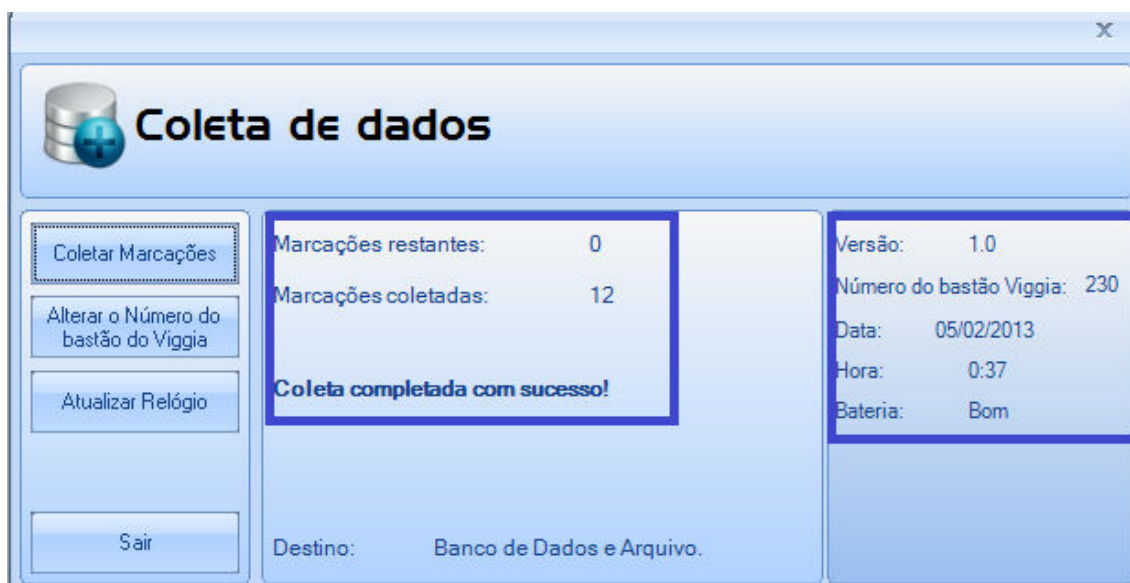 X
Coleta de dados
Coletar Marcações
Alterar o Número do
bastão do Viggia
Atualizar Relógio
Sair
Marcações restantes: 0
Marcações coletadas: 12
Coleta completada com sucesso!
Destino: Banco de Dados e Arquivo.
Versão: 1.0
Número do bastão Viggia: 230
Data: 05/02/2013
Hora: 0:37
Bateria: Bom